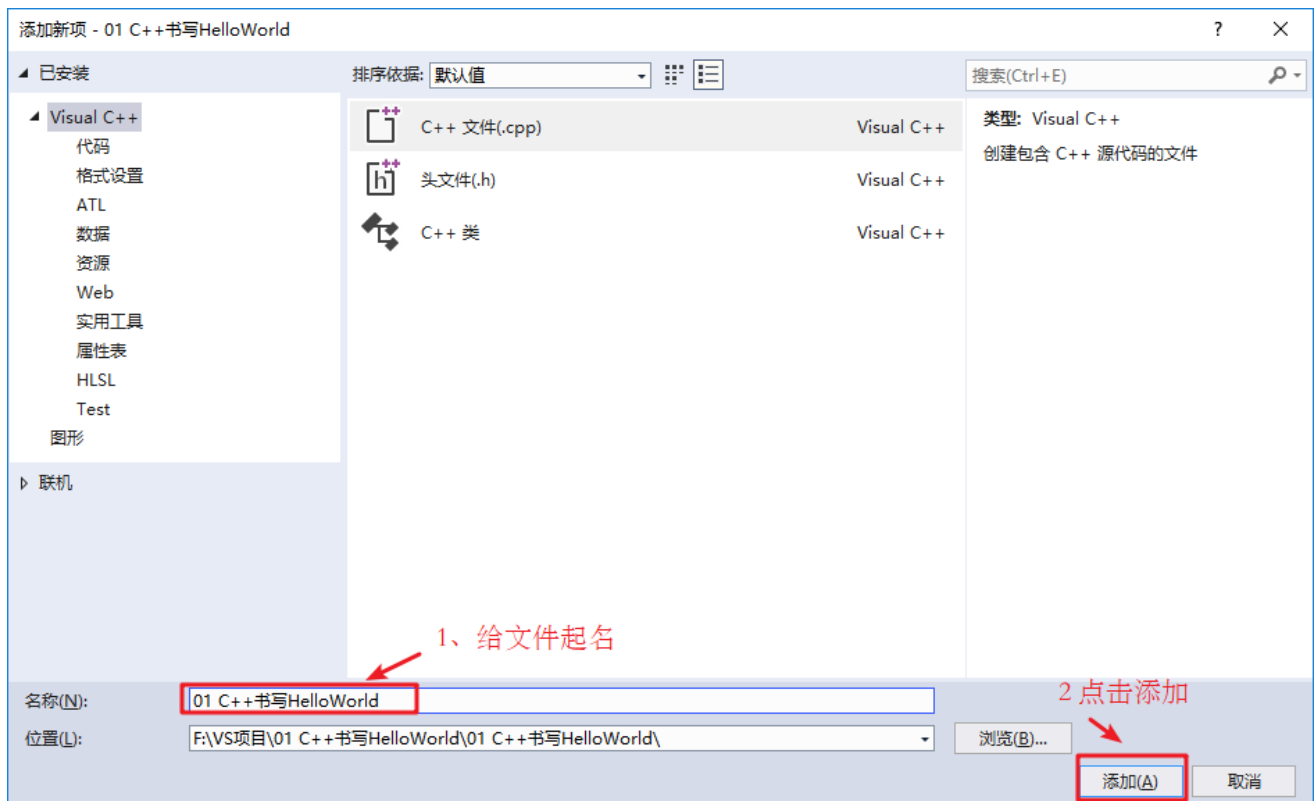 添加新项 - 01 C++书写HelloWorld
?
已安装
排序依据: 默认值
搜索(Ctrl+E)
Visual C++
代码
格式设置
ATL
数据
资源
Web
实用工具
属性表
HLSL
Test
图形
联机
C++ 文件(.cpp) Visual C++
头文件(.h) Visual C++
C++ 类 Visual C++
类型: Visual C++
创建包含 C++ 源代码的文件
1、给文件起名
名称(N): 01 C++书写HelloWorld
2 点击添加
位置(L): F:\VS项目\01 C++书写HelloWorld\01 C++书写HelloWorld\ 浏览(B)...
添加(A) 取消